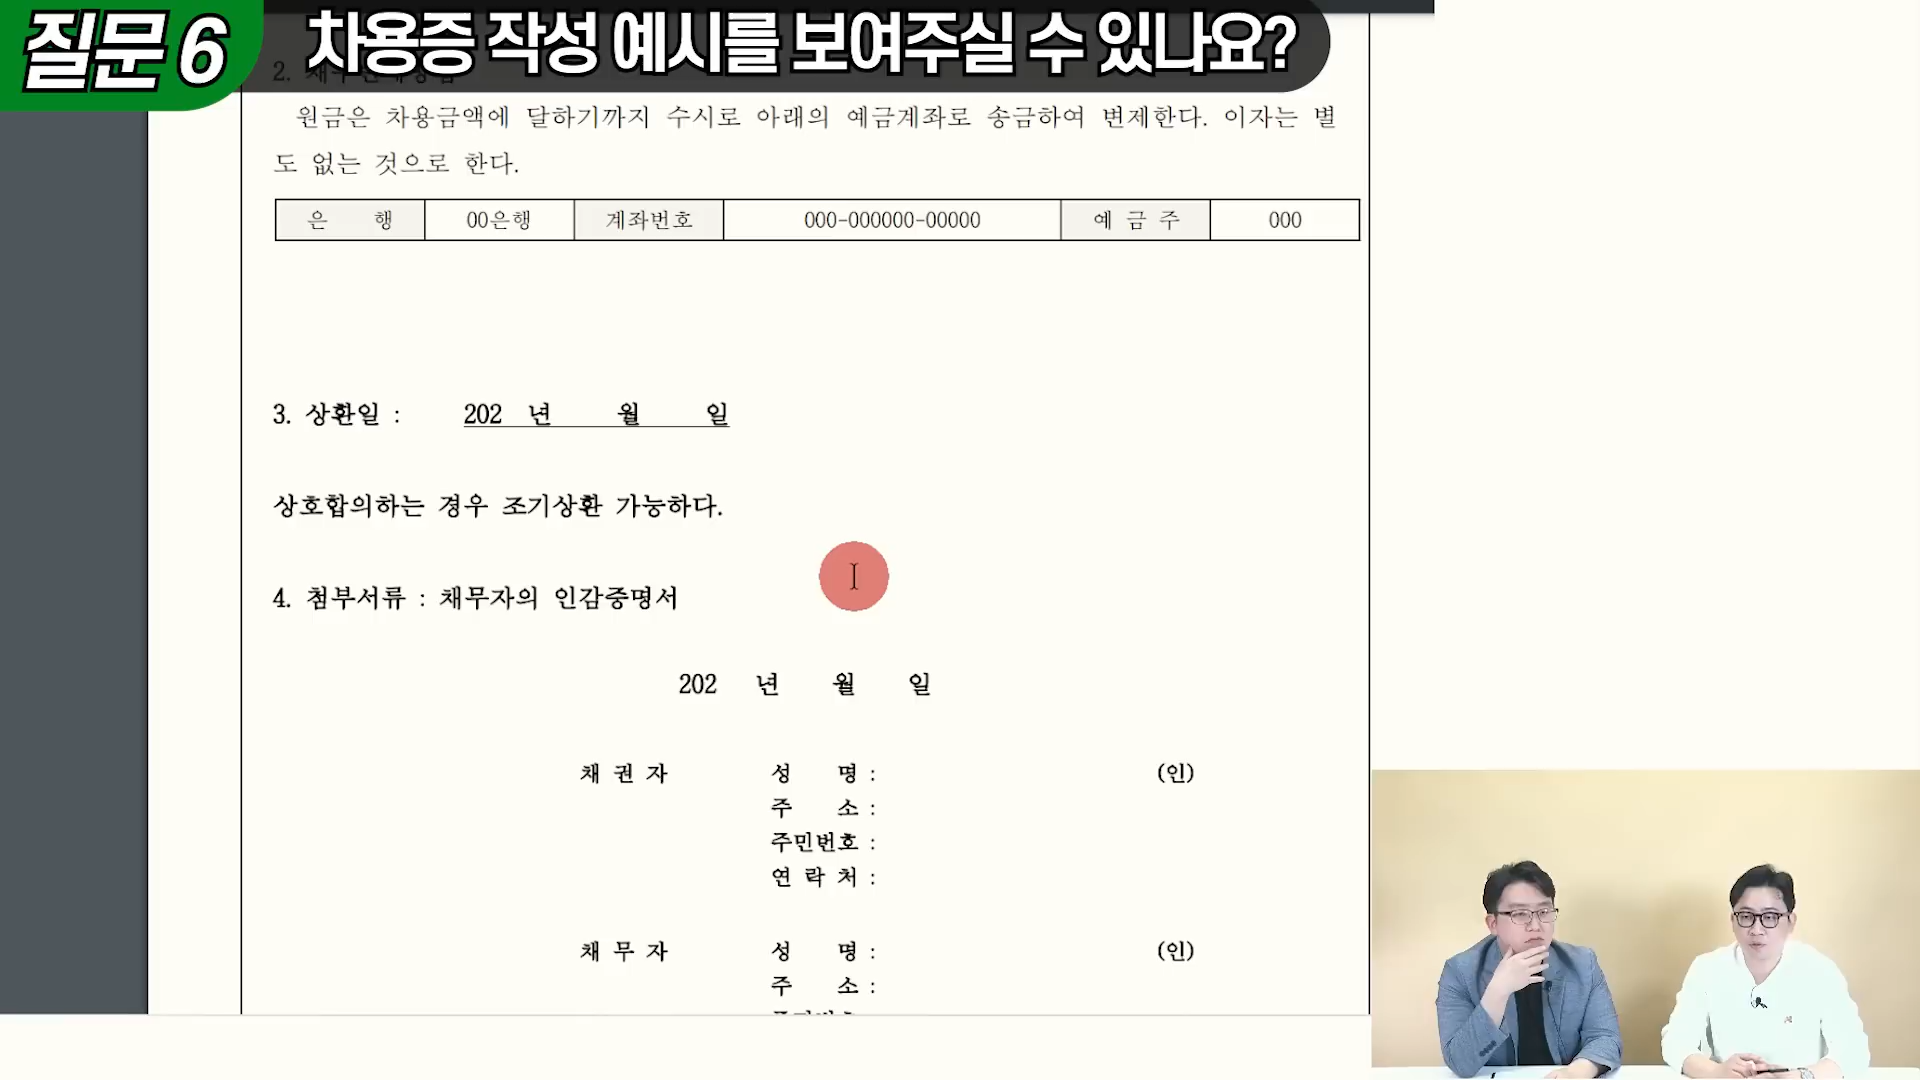 질문 6
차용증 작성 예시를 보여주실 수 있나요?
2.
원금은 차용금액에 달하기까지 수시로 아래의 예금계좌로 송금하여 변제한다. 이자는 별
도 없는 것으로 한다.
은 행 00은행 계좌번호 000-000000-00000 예 금 주 000
3. 상환일 : 202 년 월 일
상호합의하는 경우 조기상환 가능하다.
4. 첨부서류 : 채무자의 인감증명서
202 년 월 일
채 권 자 성 명 : (인)
주 소 :
주민번호 :
연 락 처 :
채 무 자 성 명 : (인)
주 소 :